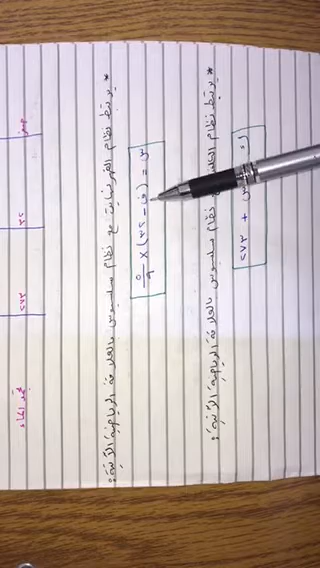 صفر ٣٢ ٢٧٣ تجمد الماء
* يرتبط نظام الفهرنهايت مع نظام سلسيوس بالعلاقة الرياضية الآتية:
س = (ف - ٣٢) × ٥/٩
* يرتبط نظام مع نظام سلسيوس بالعلاقة الرياضية الآتية:
ك س + ٢٧٣